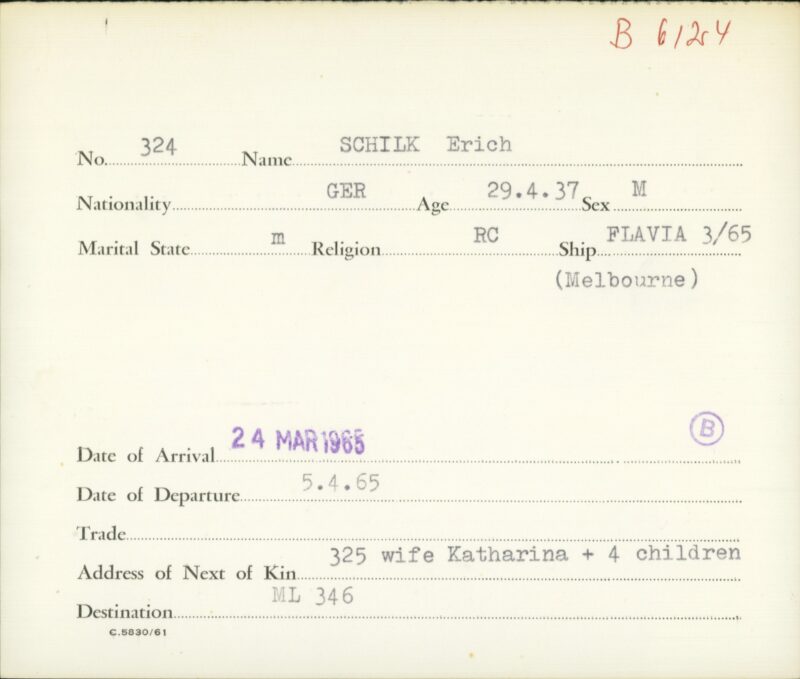 B 6124
No. 324 Name SCHILK Erich
Nationality GER Age 29.4.37 Sex M
Marital State m Religion RC Ship FLAVIA 3/65
(Melbourne)
B
Date of Arrival 24 MAR 1965
Date of Departure 5.4.65
Trade
Address of Next of Kin 325 wife Katharina + 4 children
Destination ML 346
C.5830/61